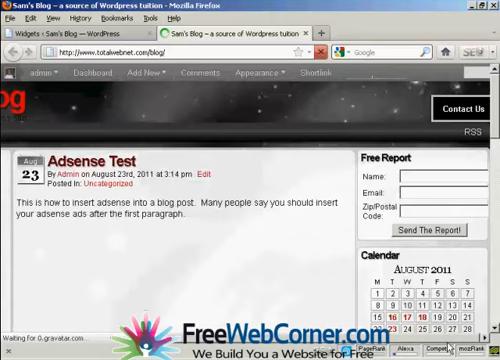 Sam's Blog – a source of Wordpress tuition - Mozilla Firefox
File Edit View History Bookmarks Tools Help
Widgets ‹ Sam's Blog — WordPress
Sam's Blog – a source of Wordpress tuition
http://www.totalwebnet.com/blog/
Google
admin Dashboard Add New Comments Appearance Shortlink SEO
og
Contact Us
RSS
Aug
23
Adsense Test
By Admin on August 23rd, 2011 at 3:14 pm Edit
Posted In: Uncategorized
This is how to insert adsense into a blog post. Many people say you should insert
your adsense ads after the first paragraph.
Free Report
Name:
Email:
Zip/Postal
Code:
Send The Report!
Calendar
August 2011
M T W T F S S
1 2 3 4 5 6 7
8 9 10 11 12 13 14
15 16 17 18 19 20 21
22 23 24 25 26 27 28
Waiting for 0.gravatar.com...
PageRank Alexa Compet mozRank
FreeWebCorner.com
We Build You a Website for Free